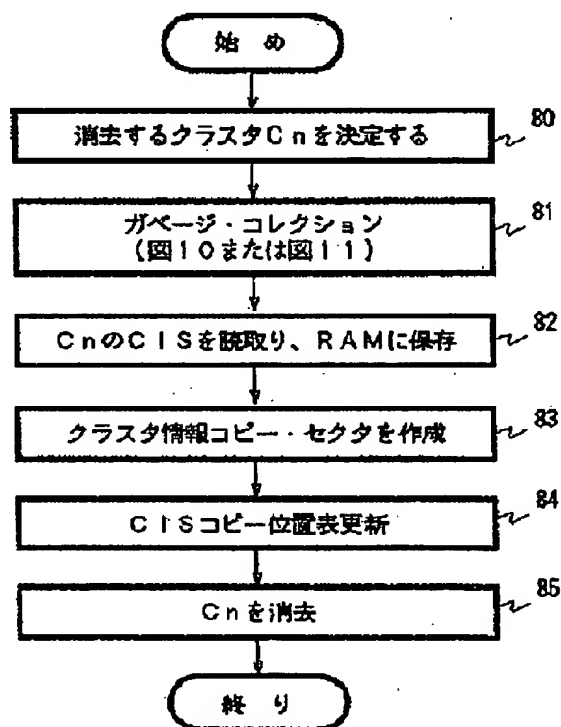 始め
消去するクラスタCnを決定する
80
ガベージ・コレクション
(図10または図11)
81
CnのCISを読取り、RAMに保存
82
クラスタ情報コピー・セクタを作成
83
CISコピー位置表更新
84
Cnを消去
85
終り